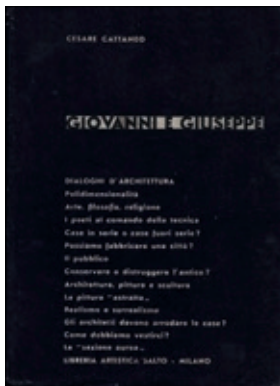 CESARE CATTANEO
GIOVANNI E GIUSEPPE
DIALOGHI D'ARCHITETTURA
Polidimensionalità
Arte, filosofia, religione
I poeti al comando della tecnica
Case in serie o case fuori serie?
Possiamo fabbricare una città?
Il pubblico
Conservare o distruggere l'antico?
Architettura, pittura e scultura
La pittura "astratta„
Realismo e surrealismo
Gli architetti devono arredare le case?
Come dobbiamo vestirci?
La "sezione aurea„
LIBRERIA ARTISTICA SALTO - MILANO